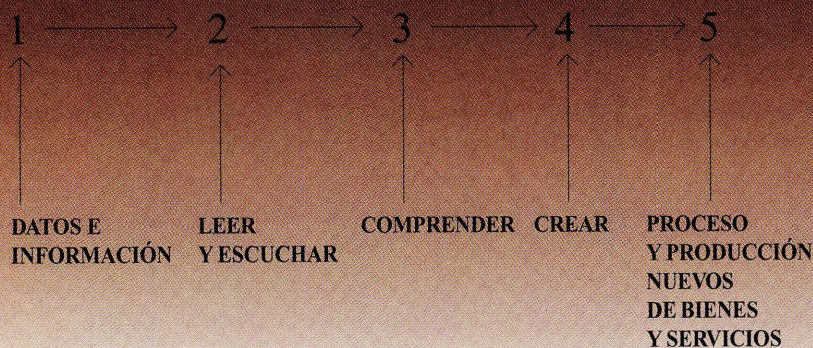 1 2 3 4 5
DATOS E
INFORMACIÓN
LEER
Y ESCUCHAR
COMPRENDER
CREAR
PROCESO
Y PRODUCCIÓN
NUEVOS
DE BIENES
Y SERVICIOS